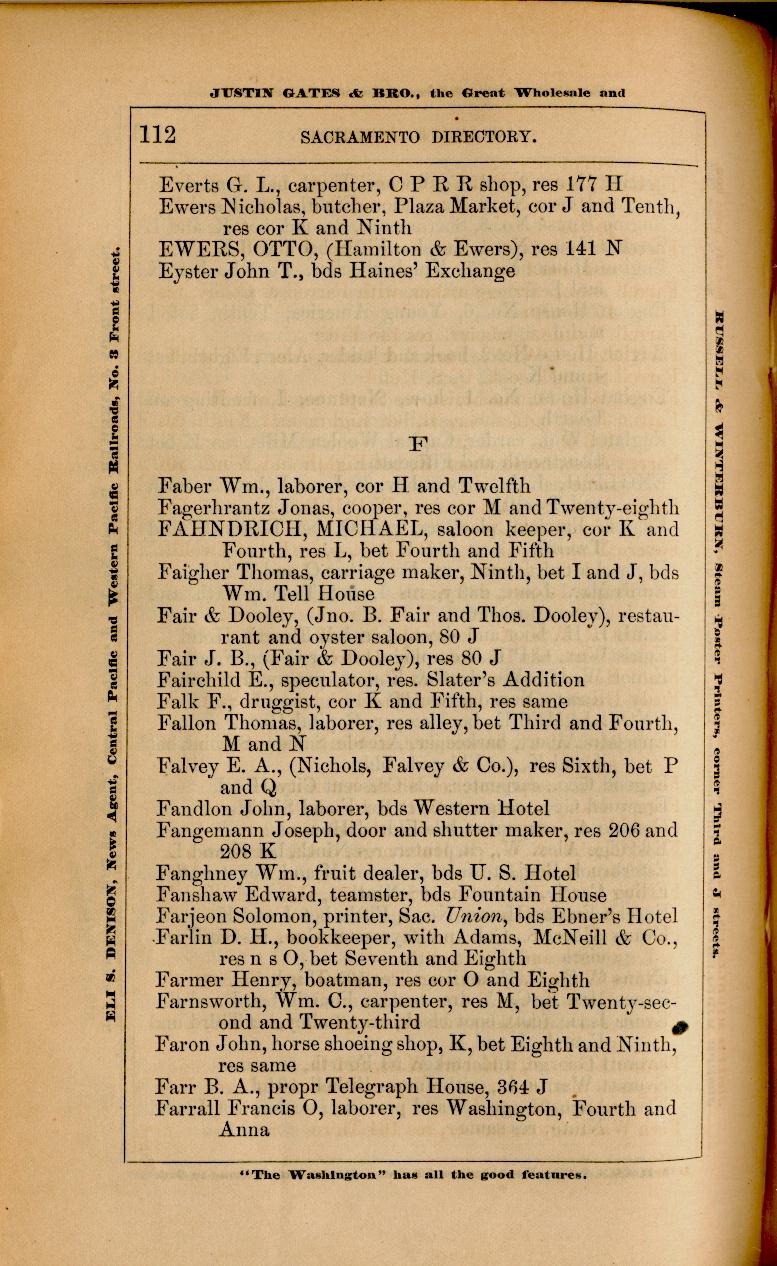 JUSTIN GATES & BRO., the Great Wholesale and
112 SACRAMENTO DIRECTORY.
Everts G. L., carpenter, C P R R shop, res 177 H
Ewers Nicholas, butcher, Plaza Market, cor J and Tenth,
res cor K and Ninth
EWERS, OTTO, (Hamilton & Ewers), res 141 N
Eyster John T., bds Haines' Exchange
F
Faber Wm., laborer, cor H and Twelfth
Fagerhrantz Jonas, cooper, res cor M and Twenty-eighth
FAHNDRICH, MICHAEL, saloon keeper, cor K and
Fourth, res L, bet Fourth and Fifth
Faigher Thomas, carriage maker, Ninth, bet I and J, bds
Wm. Tell House
Fair & Dooley, (Jno. B. Fair and Thos. Dooley), restau-
rant and oyster saloon, 80 J
Fair J. B., (Fair & Dooley), res 80 J
Fairchild E., speculator, res. Slater's Addition
Falk F., druggist, cor K and Fifth, res same
Fallon Thomas, laborer, res alley, bet Third and Fourth,
M and N
Falvey E. A., (Nichols, Falvey & Co.), res Sixth, bet P
and Q
Fandlon John, laborer, bds Western Hotel
Fangemann Joseph, door and shutter maker, res 206 and
208 K
Fanghney Wm., fruit dealer, bds U. S. Hotel
Fanshaw Edward, teamster, bds Fountain House
Farjeon Solomon, printer, Sac. Union, bds Ebner's Hotel
Farlin D. H., bookkeeper, with Adams, McNeill & Co.,
res n s O, bet Seventh and Eighth
Farmer Henry, boatman, res cor O and Eighth
Farnsworth, Wm. C., carpenter, res M, bet Twenty-sec-
ond and Twenty-third
Faron John, horse shoeing shop, K, bet Eighth and Ninth,
res same
Farr B. A., propr Telegraph House, 364 J
Farrall Francis O, laborer, res Washington, Fourth and
Anna
"The Washington" has all the good features.
ELI S. DENISON, News Agent, Central Pacific and Western Pacific Railroads, No. 3 Front street.
RUSSELL & WINTERBURN, Steam Poster Printers, corner Third and J streets.